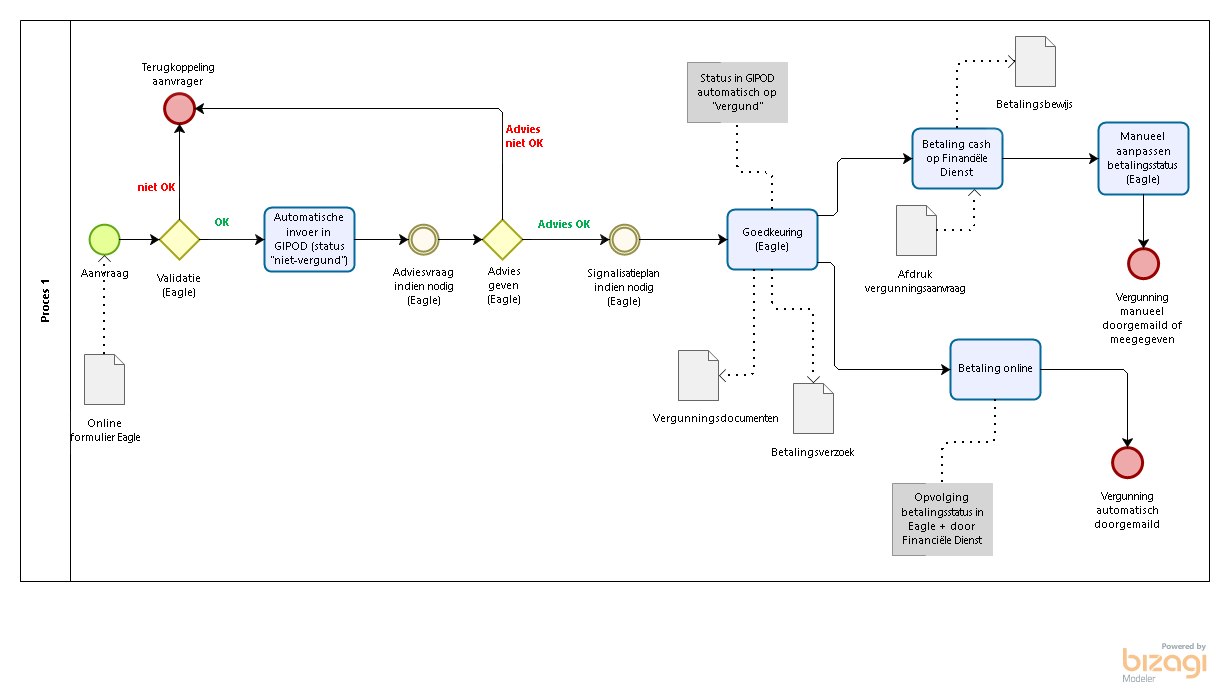 Proces 1
Terugkoppeling
aanvrager
niet OK
OK
Aanvraag
Online
formulier Eagle
Validatie
(Eagle)
Automatische
invoer in
GIPOD (status
"niet-vergund")
Adviesvraag
indien nodig
(Eagle)
Advies
niet OK
Advies
geven
(Eagle)
Advies OK
Signalisatieplan
indien nodig
(Eagle)
Status in GIPOD
automatisch op
"vergund"
Goedkeuring
(Eagle)
Vergunningsdocumenten
Betalingsverzoek
Betalingsbewijs
Betaling cash
op Financiële
Dienst
Afdruk
vergunningsaanvraag
Manueel
aanpassen
betalingsstatus
(Eagle)
Vergunning
manueel
doorgemaild of
meegegeven
Betaling online
Opvolging
betalingsstatus in
Eagle + door
Financiële Dienst
Vergunning
automatisch
doorgemaild
Powered by
bizagi
Modeler